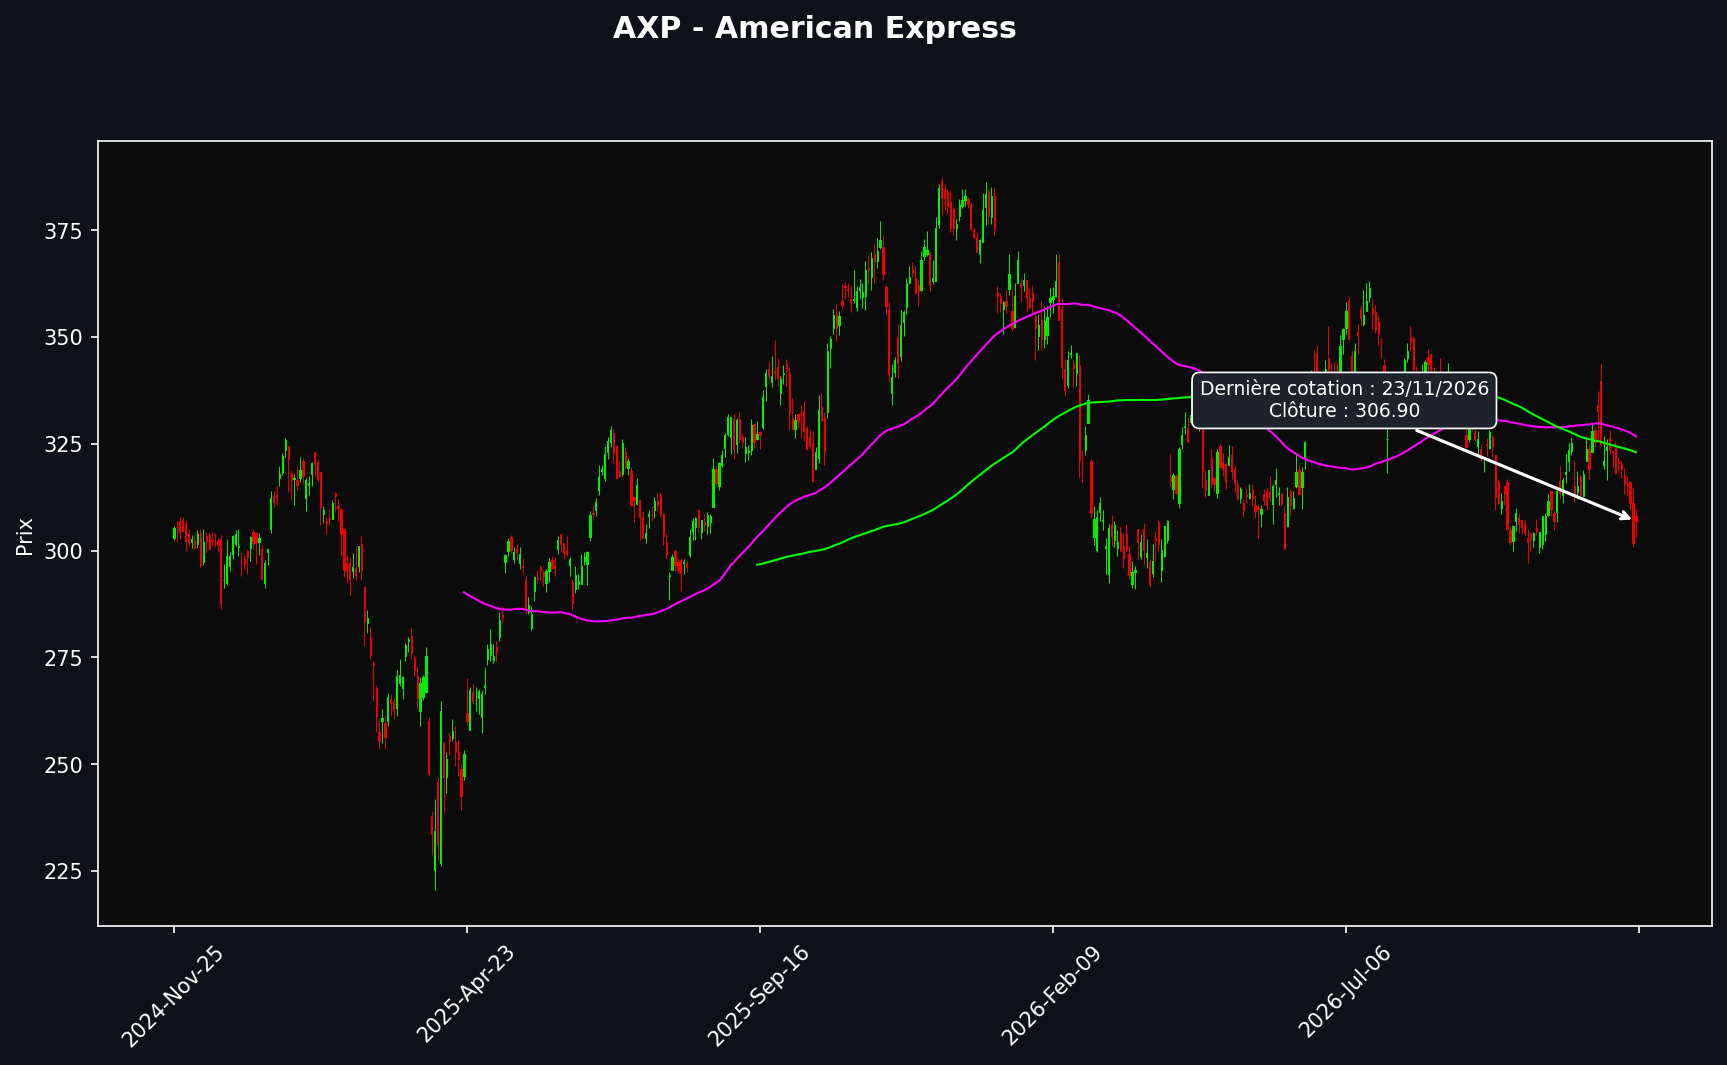 AXP - American Express
Prix
375
350
325
300
275
250
225
Dernière cotation : 23/11/2026
Clôture : 306.90
2024-Nov-25
2025-Apr-23
2025-Sep-16
2026-Feb-09
2026-Jul-06